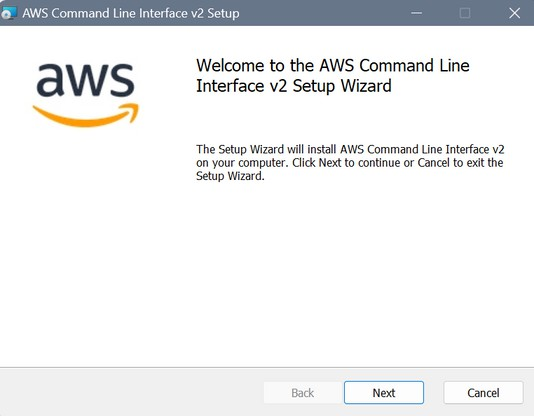 AWS Command Line Interface v2 Setup
aws
Welcome to the AWS Command Line
Interface v2 Setup Wizard
The Setup Wizard will install AWS Command Line Interface v2
on your computer. Click Next to continue or Cancel to exit the
Setup Wizard.
Back
Next
Cancel